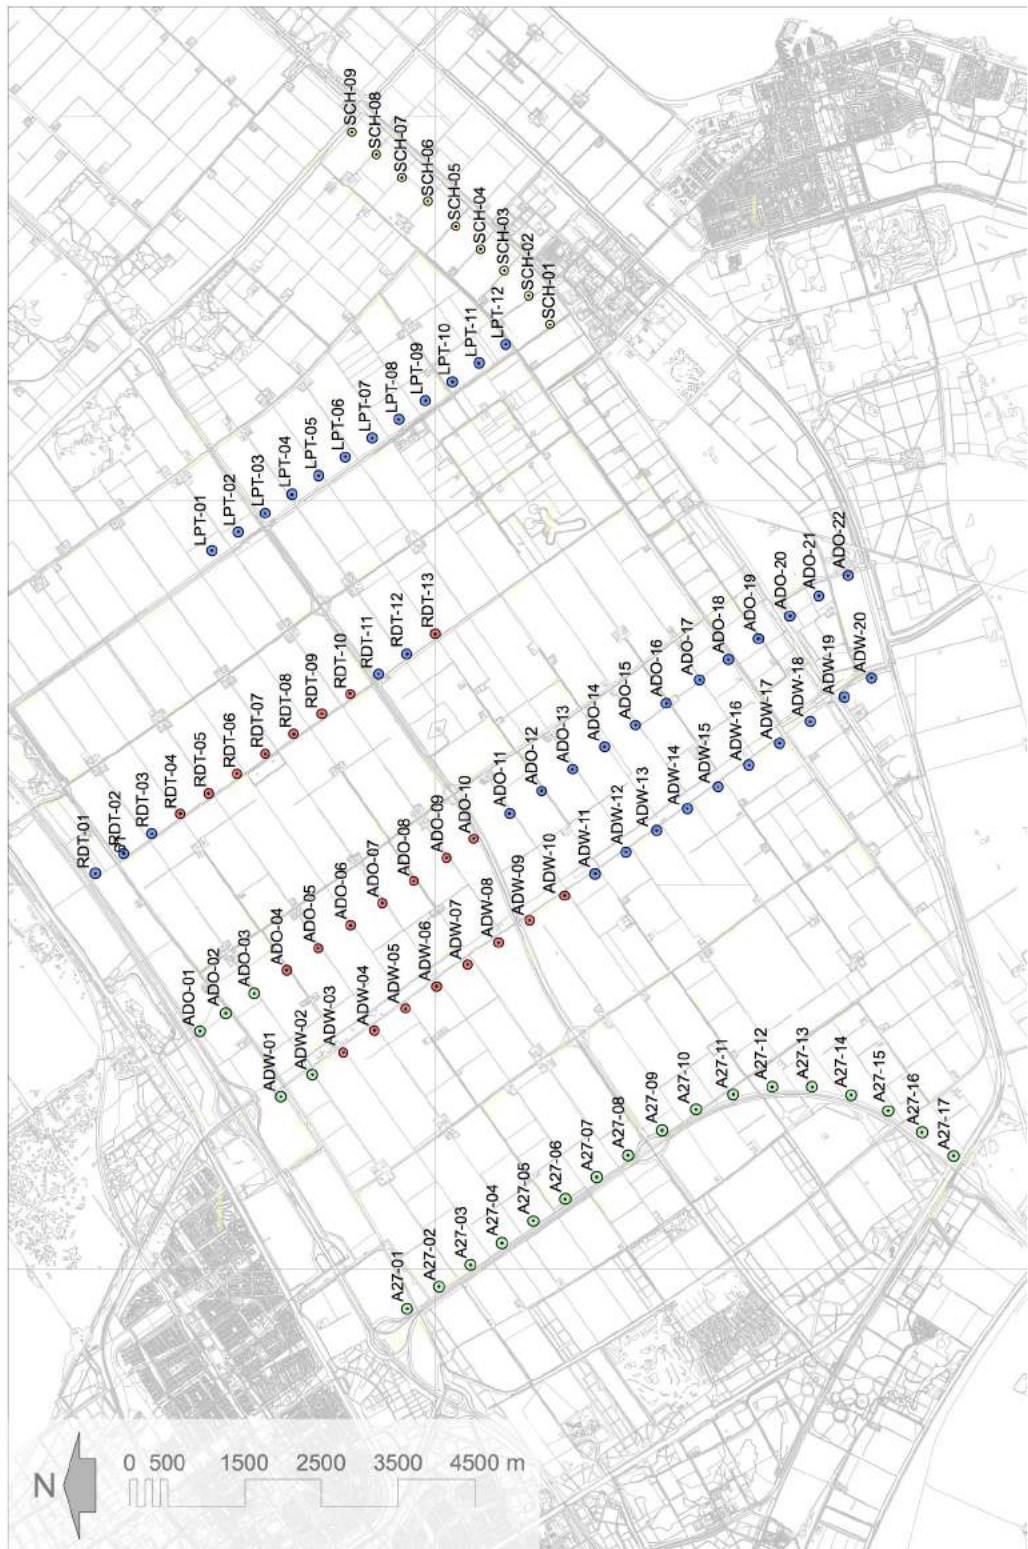 SCH-09
SCH-08
SCH-07
SCH-06
SCH-05
SCH-04
SCH-03
SCH-02
SCH-01
LPT-01
LPT-02
LPT-03
LPT-04
LPT-05
LPT-06
LPT-07
LPT-08
LPT-09
LPT-10
LPT-11
LPT-12
RDT-01
RDT-02
RDT-03
RDT-04
RDT-05
RDT-06
RDT-07
RDT-08
RDT-09
RDT-10
RDT-11
RDT-12
RDT-13
ADO-01
ADO-02
ADO-03
ADO-04
ADO-05
ADO-06
ADO-07
ADO-08
ADO-09
ADO-10
ADO-11
ADO-12
ADO-13
ADO-14
ADO-15
ADO-16
ADO-17
ADO-18
ADO-19
ADO-20
ADO-21
ADO-22
ADW-01
ADW-02
ADW-03
ADW-04
ADW-05
ADW-06
ADW-07
ADW-08
ADW-09
ADW-10
ADW-11
ADW-12
ADW-13
ADW-14
ADW-15
ADW-16
ADW-17
ADW-18
ADW-19
ADW-20
A27-01
A27-02
A27-03
A27-04
A27-05
A27-06
A27-07
A27-08
A27-09
A27-10
A27-11
A27-12
A27-13
A27-14
A27-15
A27-16
A27-17
N
0 500 1500 2500 3500 4500 m